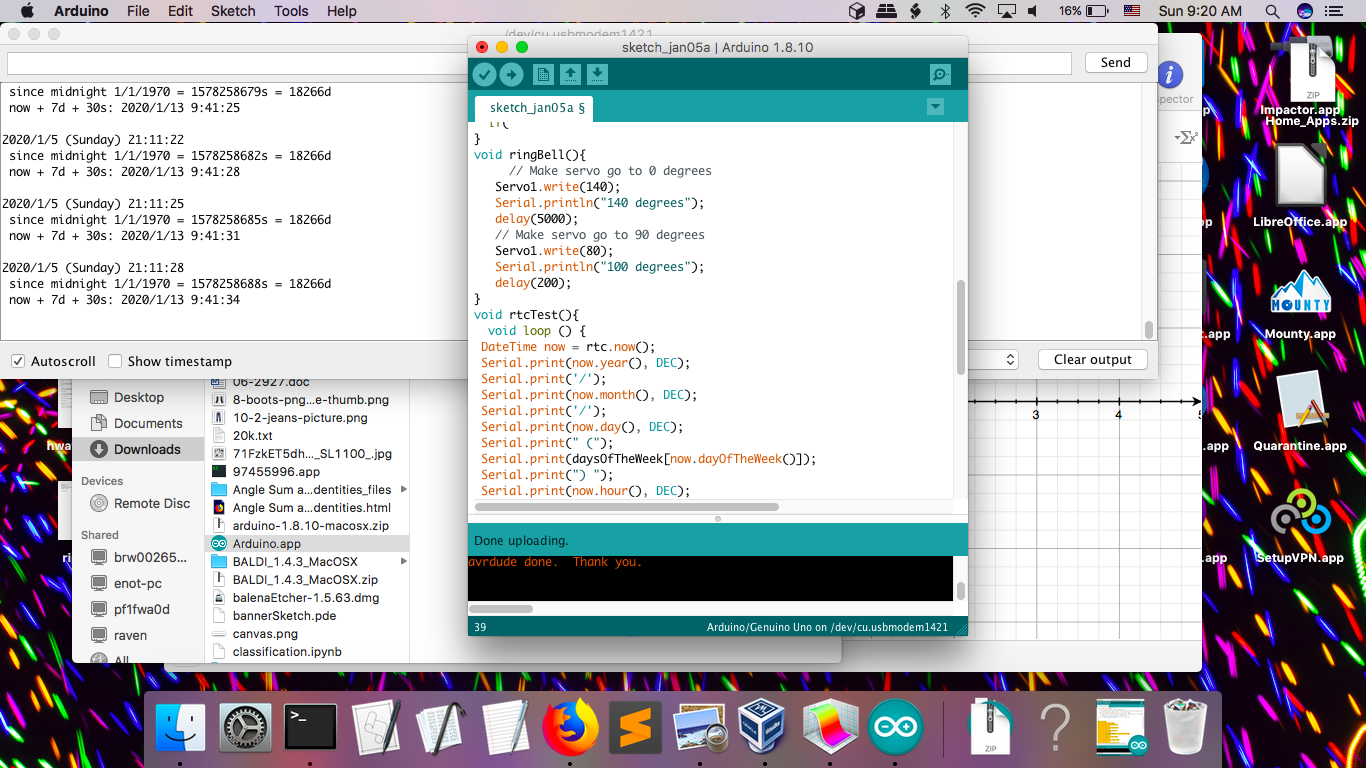 Arduino File Edit Sketch Tools Help 16% Sun 9:20 AM
/dev/cu.usbmodem1421
Send
since midnight 1/1/1970 = 1578258679s = 18266d
now + 7d + 30s: 2020/1/13 9:41:25
2020/1/5 (Sunday) 21:11:22
since midnight 1/1/1970 = 1578258682s = 18266d
now + 7d + 30s: 2020/1/13 9:41:28
2020/1/5 (Sunday) 21:11:25
since midnight 1/1/1970 = 1578258685s = 18266d
now + 7d + 30s: 2020/1/13 9:41:31
2020/1/5 (Sunday) 21:11:28
since midnight 1/1/1970 = 1578258688s = 18266d
now + 7d + 30s: 2020/1/13 9:41:34
Autoscroll Show timestamp
Clear output
sketch_jan05a | Arduino 1.8.10
sketch_jan05a §
if(
}
void ringBell(){
// Make servo go to 0 degrees
Servo1.write(140);
Serial.println("140 degrees");
delay(5000);
// Make servo go to 90 degrees
Servo1.write(80);
Serial.println("100 degrees");
delay(200);
}
void rtcTest(){
void loop () {
DateTime now = rtc.now();
Serial.print(now.year(), DEC);
Serial.print('/');
Serial.print(now.month(), DEC);
Serial.print('/');
Serial.print(now.day(), DEC);
Serial.print(" (");
Serial.print(daysOfTheWeek[now.dayOfTheWeek()]);
Serial.print(") ");
Serial.print(now.hour(), DEC);
Done uploading.
avrdude done. Thank you.
39 Arduino/Genuino Uno on /dev/cu.usbmodem1421
Desktop
Documents
Downloads
Devices
Remote Disc
Shared
brw00265...
enot-pc
pf1fwa0d
raven
All
U6-2927.doc
8-boots-png...e-thumb.png
10-2-jeans-picture.png
20k.txt
71FzkET5dh..._SL1100_.jpg
97455996.app
Angle Sum a...dentities_files
Angle Sum a...dentities.html
arduino-1.8.10-macosx.zip
Arduino.app
BALDI_1.4.3_MacOSX
BALDI_1.4.3_MacOSX.zip
balenaEtcher-1.5.63.dmg
bannerSketch.pde
canvas.png
classification.ipynb
spector
Σx²
3 4 5
ZIP
Impactor.app
Home_Apps.zip
LibreOffice.app
MOUNTY
Mounty.app
Quarantine.app
SetupVPN.app
hwa
ri
.app
.app
ZIP